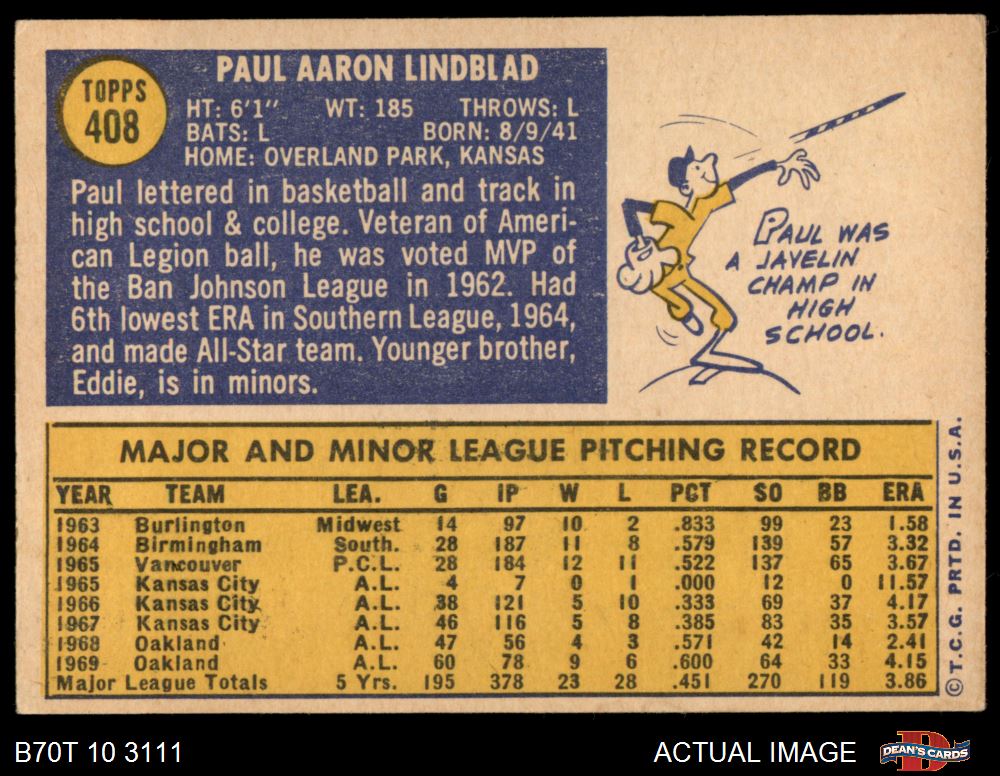 TOPPS
408
PAUL AARON LINDBLAD
HT: 6'1" WT: 185 THROWS: L
BATS: L BORN: 8/9/41
HOME: OVERLAND PARK, KANSAS
Paul lettered in basketball and track in
high school & college. Veteran of Ameri-
can Legion ball, he was voted MVP of
the Ban Johnson League in 1962. Had
6th lowest ERA in Southern League, 1964,
and made All-Star team. Younger brother,
Eddie, is in minors.
PAUL WAS
A JAVELIN
CHAMP IN
HIGH
SCHOOL.
MAJOR AND MINOR LEAGUE PITCHING RECORD
YEAR TEAM LEA. G IP W L PCT SO BB ERA
1963 Burlington Midwest 14 97 10 2 .833 99 23 1.58
1964 Birmingham South. 28 187 11 8 .579 139 57 3.32
1965 Vancouver P.C.L. 28 184 12 11 .522 137 65 3.67
1965 Kansas City A.L. 4 7 0 1 .000 12 0 11.57
1966 Kansas City A.L. 38 121 5 10 .333 69 37 4.17
1967 Kansas City A.L. 46 116 5 8 .385 83 35 3.57
1968 Oakland A.L. 47 56 4 3 .571 42 14 2.41
1969 Oakland A.L. 60 78 9 6 .600 64 33 4.15
Major League Totals 5 Yrs. 195 378 23 28 .451 270 119 3.86
© T.C.G. PRTD. IN U.S.A.
B70T 10 3111
ACTUAL IMAGE
DEAN'S CARDS